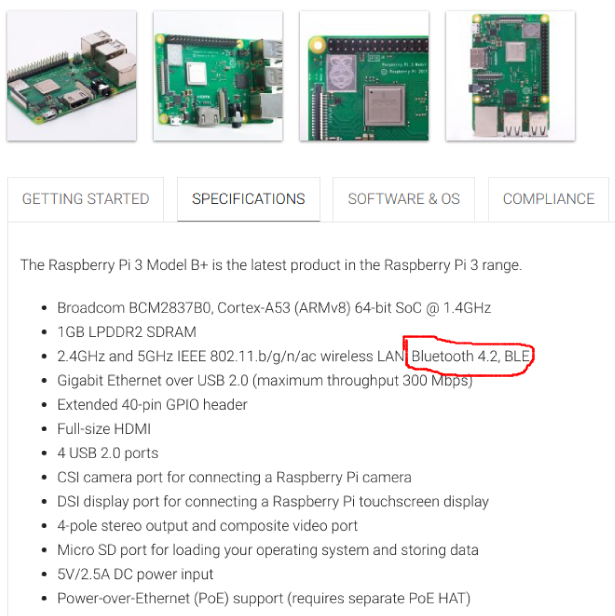 GETTING STARTED
SPECIFICATIONS
SOFTWARE & OS
COMPLIANCE
The Raspberry Pi 3 Model B+ is the latest product in the Raspberry Pi 3 range.
Broadcom BCM2837B0, Cortex-A53 (ARMv8) 64-bit SoC @ 1.4GHz
1GB LPDDR2 SDRAM
2.4GHz and 5GHz IEEE 802.11.b/g/n/ac wireless LAN, Bluetooth 4.2, BLE
Gigabit Ethernet over USB 2.0 (maximum throughput 300 Mbps)
Extended 40-pin GPIO header
Full-size HDMI
4 USB 2.0 ports
CSI camera port for connecting a Raspberry Pi camera
DSI display port for connecting a Raspberry Pi touchscreen display
4-pole stereo output and composite video port
Micro SD port for loading your operating system and storing data
5V/2.5A DC power input
Power-over-Ethernet (PoE) support (requires separate PoE HAT)